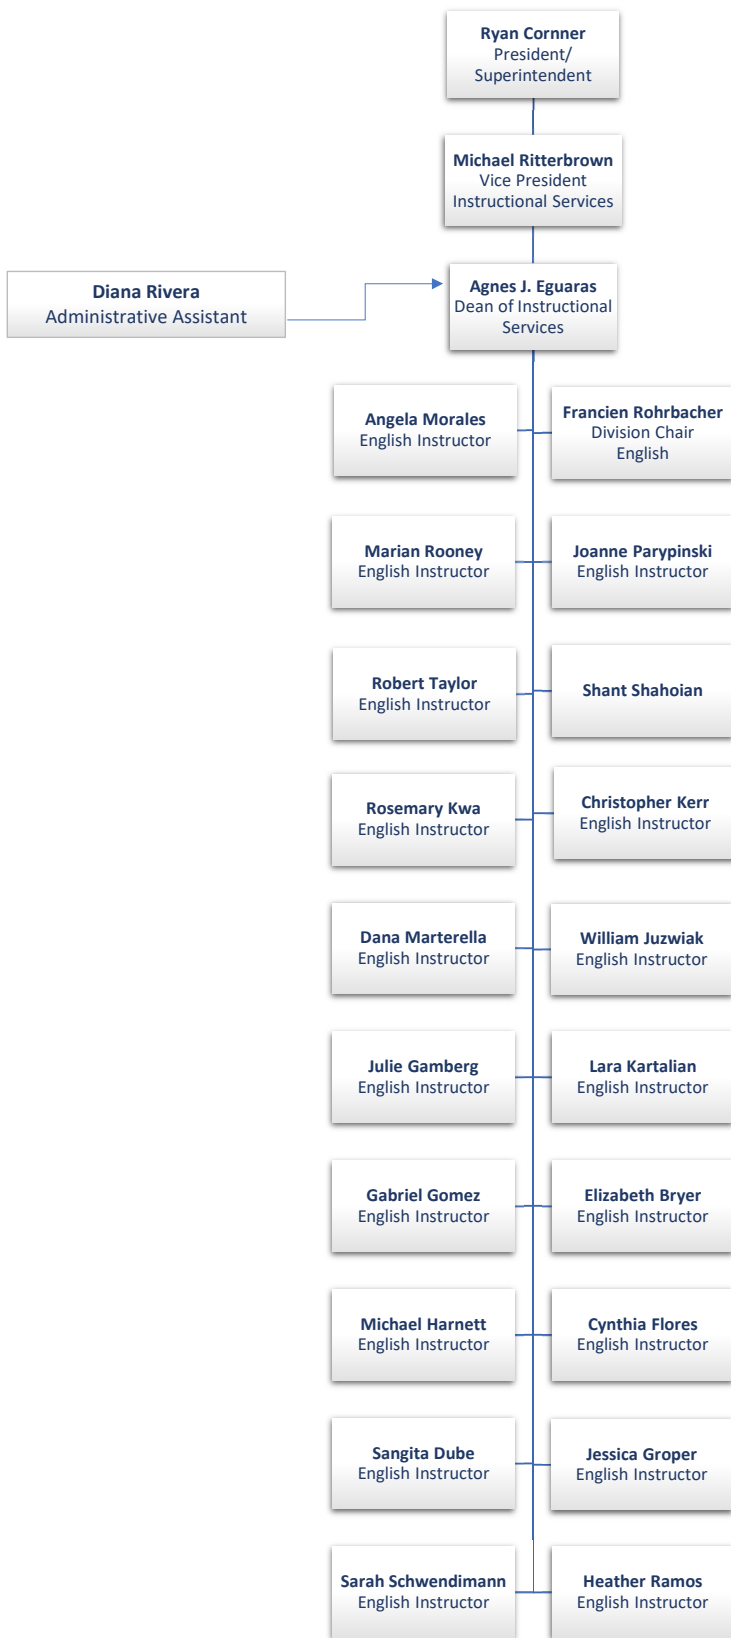 Ryan Cornner
President/
Superintendent
Michael Ritterbrown
Vice President
Instructional Services
Diana Rivera
Administrative Assistant
Agnes J. Eguaras
Dean of Instructional
Services
Angela Morales
English Instructor
Francien Rohrbacher
Division Chair
English
Marian Rooney
English Instructor
Joanne Parypinski
English Instructor
Robert Taylor
English Instructor
Shant Shahoian
Rosemary Kwa
English Instructor
Christopher Kerr
English Instructor
Dana Marterella
English Instructor
William Juzwiak
English Instructor
Julie Gamberg
English Instructor
Lara Kartalian
English Instructor
Gabriel Gomez
English Instructor
Elizabeth Bryer
English Instructor
Michael Harnett
English Instructor
Cynthia Flores
English Instructor
Sangita Dube
English Instructor
Jessica Groper
English Instructor
Sarah Schwendimann
English Instructor
Heather Ramos
English Instructor